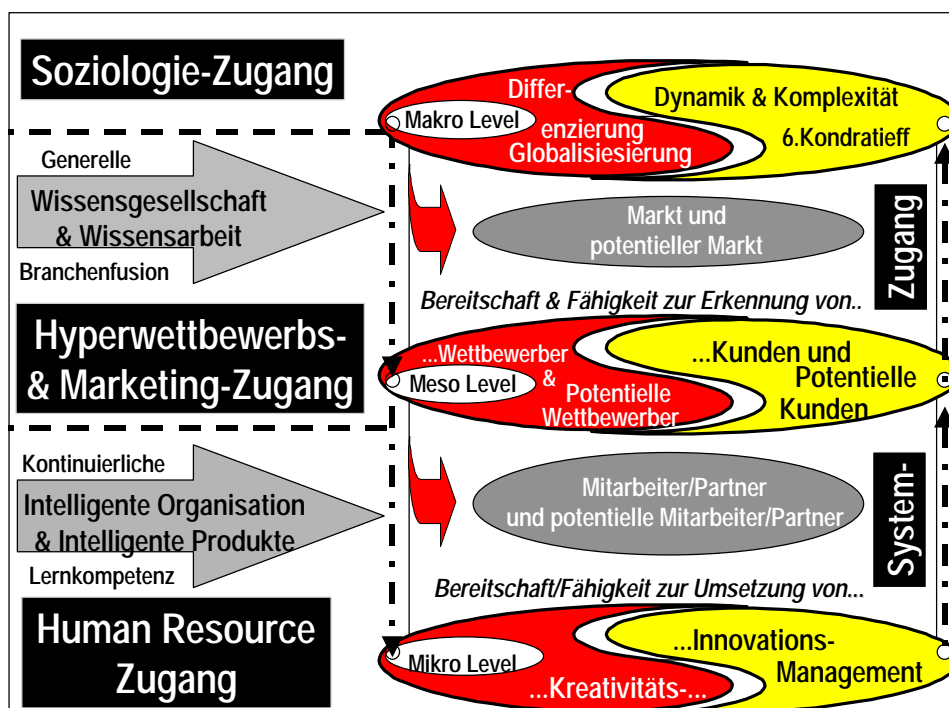 Soziologie-Zugang
Differ-
enzierung
Globalisiesierung
Makro Level
Dynamik & Komplexität
6.Kondratieff
Generelle
Wissensgesellschaft
& Wissensarbeit
Branchenfusion
Markt und
potentieller Markt
Zugang
Bereitschaft & Fähigkeit zur Erkennung von..
Hyperwettbewerbs-
& Marketing-Zugang
...Wettbewerber
&
Potentielle
Wettbewerber
Meso Level
...Kunden und
Potentielle
Kunden
Kontinuierliche
Intelligente Organisation
& Intelligente Produkte
Lernkompetenz
Mitarbeiter/Partner
und potentielle Mitarbeiter/Partner
System-
Bereitschaft/Fähigkeit zur Umsetzung von...
Human Resource
Zugang
Mikro Level
...Kreativitäts-...
...Innovations-
Management